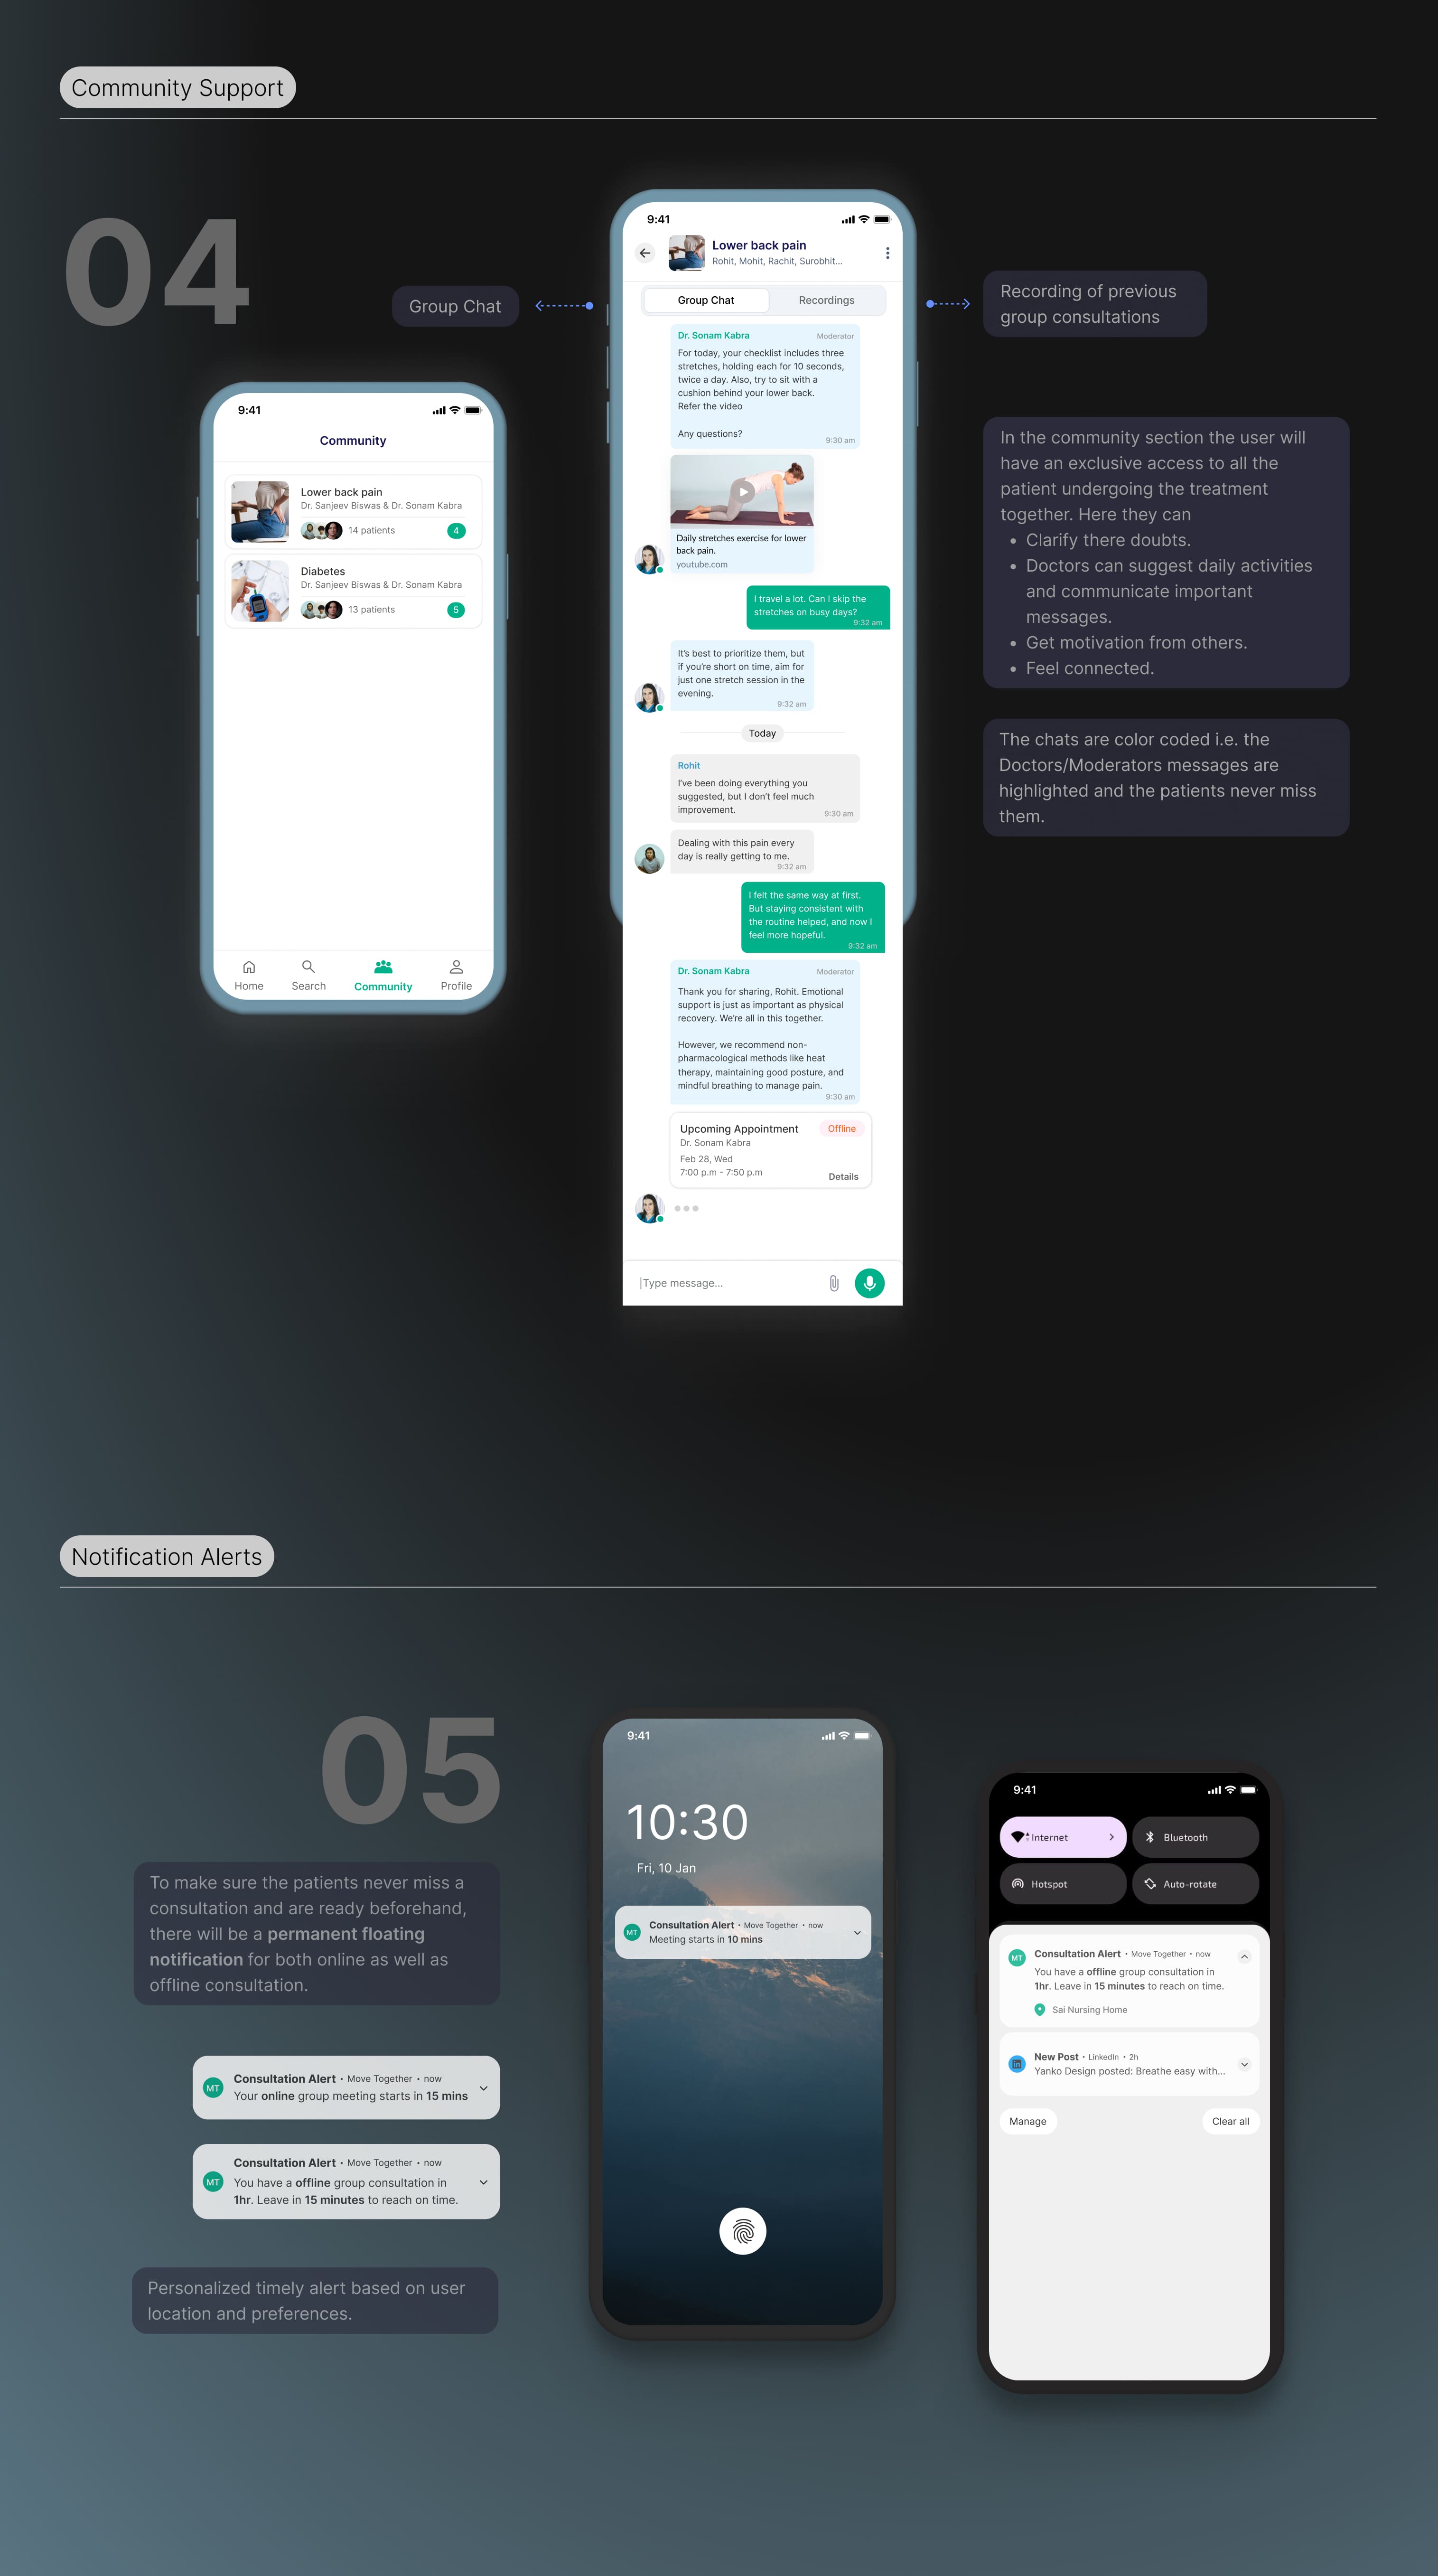 Community Support
04
Group Chat
9:41
Community
Lower back pain
Dr. Sanjeev Biswas & Dr. Sonam Kabra
14 patients
4
Diabetes
Dr. Sanjeev Biswas & Dr. Sonam Kabra
13 patients
5
Home
Search
Community
Profile
9:41
Lower back pain
Rohit, Mohit, Rachit, Surobhit...
Group Chat
Recordings
Dr. Sonam Kabra
Moderator
For today, your checklist includes three
stretches, holding each for 10 seconds,
twice a day. Also, try to sit with a
cushion behind your lower back.
Refer the video
Any questions?
9:30 am
Daily stretches exercise for lower
back pain.
youtube.com
I travel a lot. Can I skip the
stretches on busy days?
9:32 am
It's best to prioritize them, but
if you're short on time, aim for
just one stretch session in the
evening.
9:32 am
Today
Rohit
I've been doing everything you
suggested, but I don't feel much
improvement.
9:30 am
Dealing with this pain every
day is really getting to me.
9:32 am
I felt the same way at first.
But staying consistent with
the routine helped, and now I
feel more hopeful.
9:32 am
Dr. Sonam Kabra
Moderator
Thank you for sharing, Rohit. Emotional
support is just as important as physical
recovery. We're all in this together.
However, we recommend non-
pharmacological methods like heat
therapy, maintaining good posture, and
mindful breathing to manage pain.
9:30 am
Upcoming Appointment
Offline
Dr. Sonam Kabra
Feb 28, Wed
7:00 p.m - 7:50 p.m
Details
Type message...
Recording of previous
group consultations
In the community section the user will
have an exclusive access to all the
patient undergoing the treatment
together. Here they can
• Clarify there doubts.
• Doctors can suggest daily activities
and communicate important
messages.
• Get motivation from others.
• Feel connected.
The chats are color coded i.e. the
Doctors/Moderators messages are
highlighted and the patients never miss
them.
Notification Alerts
05
To make sure the patients never miss a
consultation and are ready beforehand,
there will be a permanent floating
notification for both online as well as
offline consultation.
MT
Consultation Alert • Move Together • now
Your online group meeting starts in 15 mins
MT
Consultation Alert • Move Together • now
You have a offline group consultation in
1hr. Leave in 15 minutes to reach on time.
Personalized timely alert based on user
location and preferences.
9:41
10:30
Fri, 10 Jan
MT
Consultation Alert • Move Together • now
Meeting starts in 10 mins
9:41
Internet
Bluetooth
Hotspot
Auto-rotate
MT
Consultation Alert • Move Together • now
You have a offline group consultation in
1hr. Leave in 15 minutes to reach on time.
Sai Nursing Home
in
New Post • LinkedIn • 2h
Yanko Design posted: Breathe easy with...
Manage
Clear all